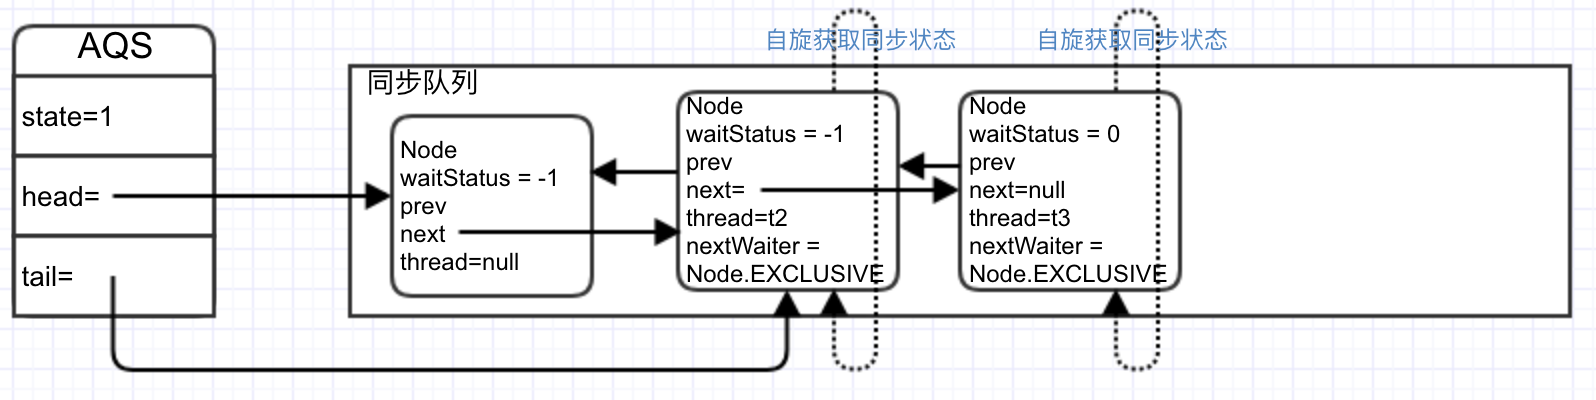 AQS
state=1
head=
tail=
自旋获取同步状态
自旋获取同步状态
同步队列
Node
waitStatus = -1
prev
next
thread=null
Node
waitStatus = -1
prev
next=
thread=t2
nextWaiter =
Node.EXCLUSIVE
Node
waitStatus = 0
prev
next=null
thread=t3
nextWaiter =
Node.EXCLUSIVE